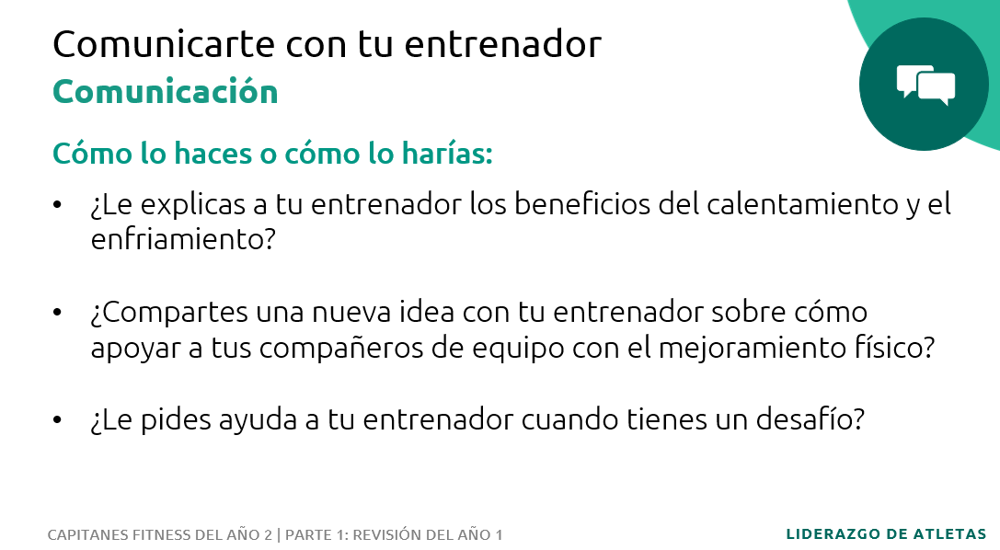 Comunicarte con tu entrenador
Comunicación
Cómo lo haces o cómo lo harías:
• ¿Le explicas a tu entrenador los beneficios del calentamiento y el
enfriamiento?
• ¿Compartes una nueva idea con tu entrenador sobre cómo
apoyar a tus compañeros de equipo con el mejoramiento físico?
• ¿Le pides ayuda a tu entrenador cuando tienes un desafío?
CAPITANES FITNESS DEL AÑO 2 | PARTE 1: REVISIÓN DEL AÑO 1
LIDERAZGO DE ATLETAS